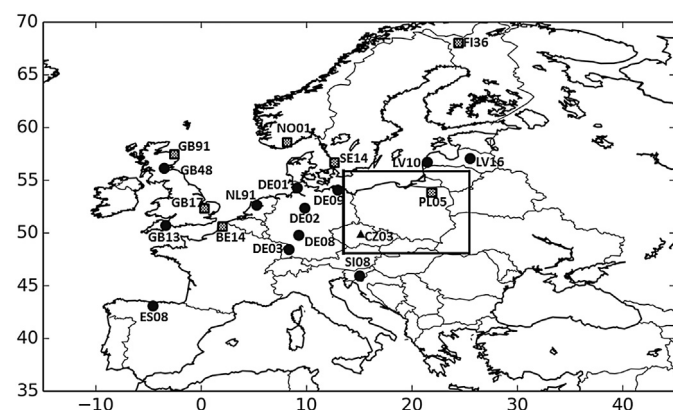 70
65
60
55
50
45
40
35
FI36
NO01
GB91
SE14
GB48
LV10
LV16
DE01
NL91
DE09
GB17
PL05
DE02
GB13
BE14
CZ03
DE03
DE08
SI08
ES08
−10 0 10 20 30 40